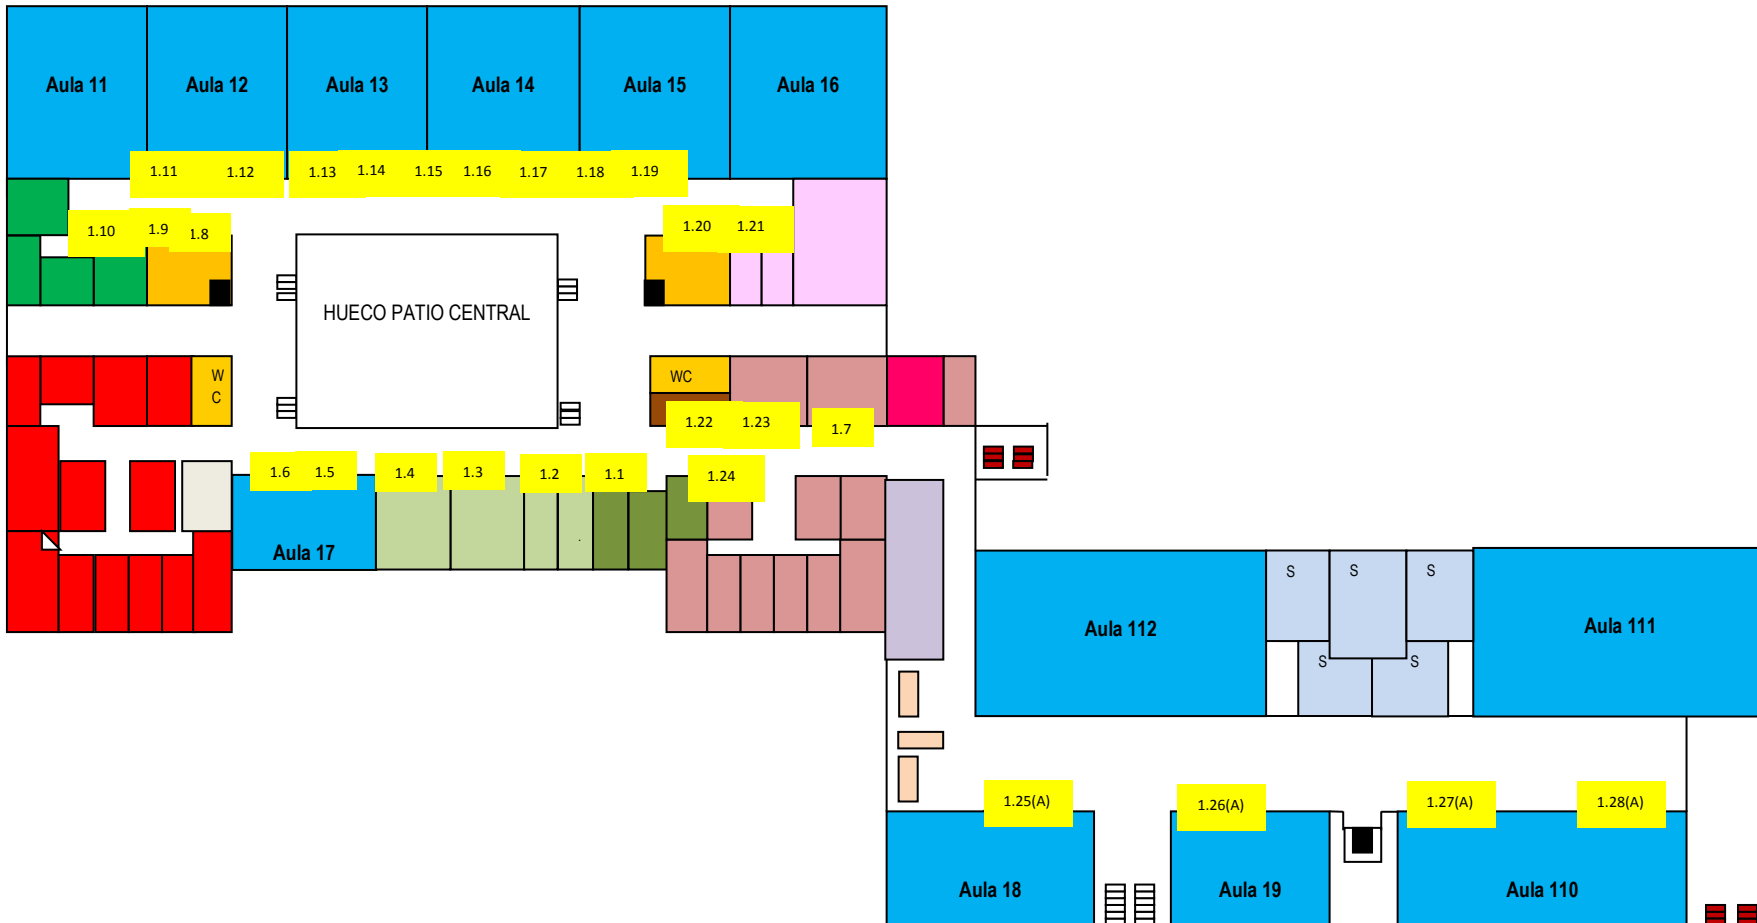 Aula 11 Aula 12 Aula 13 Aula 14 Aula 15 Aula 16
1.11 1.12 1.13 1.14 1.15 1.16 1.17 1.18 1.19
1.10 1.9 1.8 1.20 1.21
HUECO PATIO CENTRAL
W
C
WC
1.22 1.23 1.7
1.6 1.5 1.4 1.3 1.2 1.1 1.24
Aula 17
S S S
Aula 112 Aula 111
S S
1.25(A) 1.26(A) 1.27(A) 1.28(A)
Aula 18 Aula 19 Aula 110